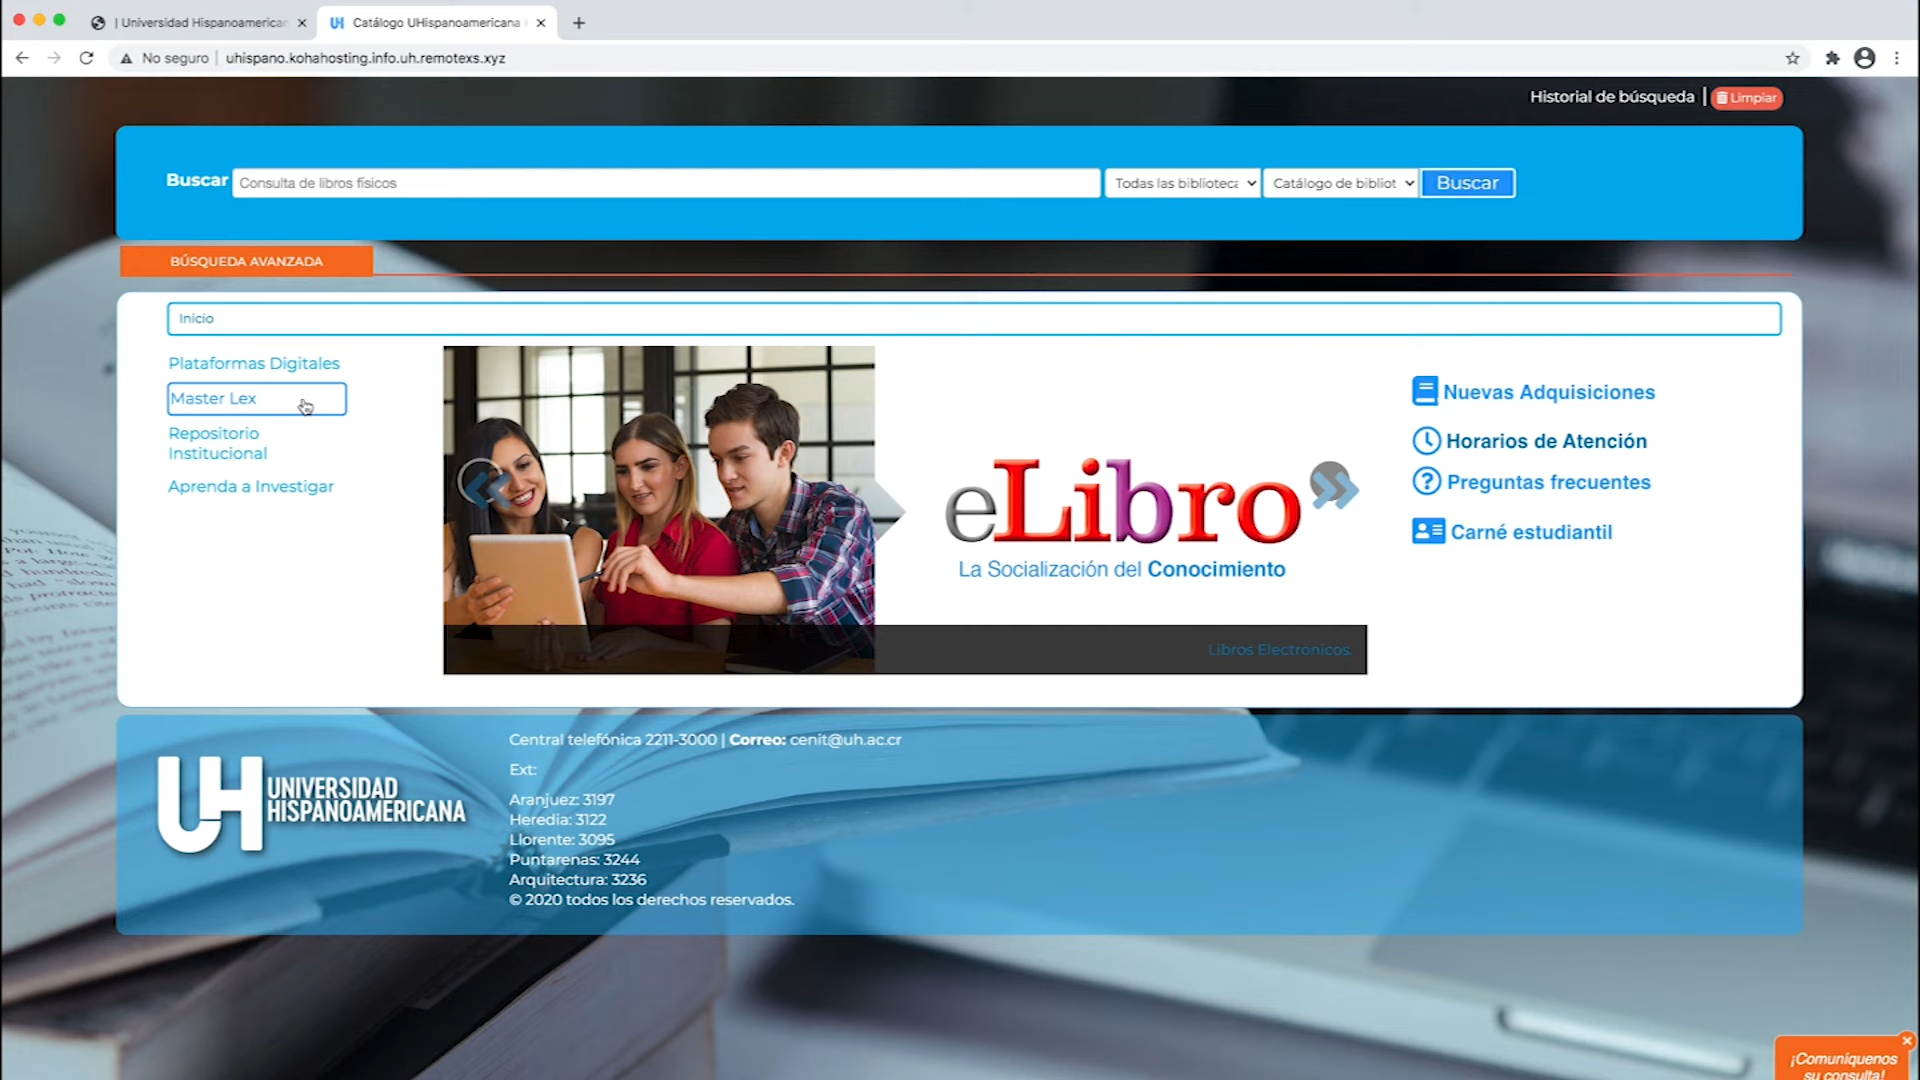 | Universidad Hispanoamerican
Catálogo UHispanoamericana
No seguro | uhispano.kohahosting.info.uh.remotexs.xyz
Historial de búsqueda | Limpiar
Buscar
Consulta de libros físicos
Todas las biblioteca
Catálogo de bibliot
Buscar
BÚSQUEDA AVANZADA
Inicio
Plataformas Digitales
Master Lex
Repositorio
Institucional
Aprenda a Investigar
eLibro
La Socialización del Conocimiento
Libros Electronicos.
Nuevas Adquisiciones
Horarios de Atención
Preguntas frecuentes
Carné estudiantil
UH UNIVERSIDAD
HISPANOAMERICANA
Central telefónica 2211-3000 | Correo: cenit@uh.ac.cr
Ext:
Aranjuez: 3197
Heredia: 3122
Llorente: 3095
Puntarenas: 3244
Arquitectura: 3236
© 2020 todos los derechos reservados.
¡Comuníquenos
su consulta!